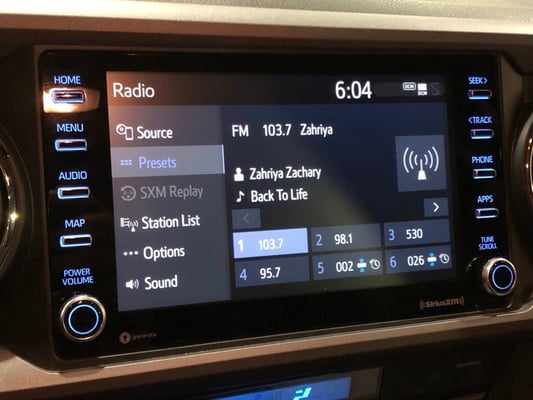 HOME
MENU
AUDIO
MAP
POWER
VOLUME
Radio
6:04
DCM
DCM
Source
Presets
SXM Replay
Station List
Options
Sound
FM 103.7 Zahriya
Zahriya Zachary
Back To Life
1 103.7
2 98.1
3 530
4 95.7
5 002
6 026
SEEK>
<TRACK
PHONE
APPS
TUNE
SCROLL
SiriusXM